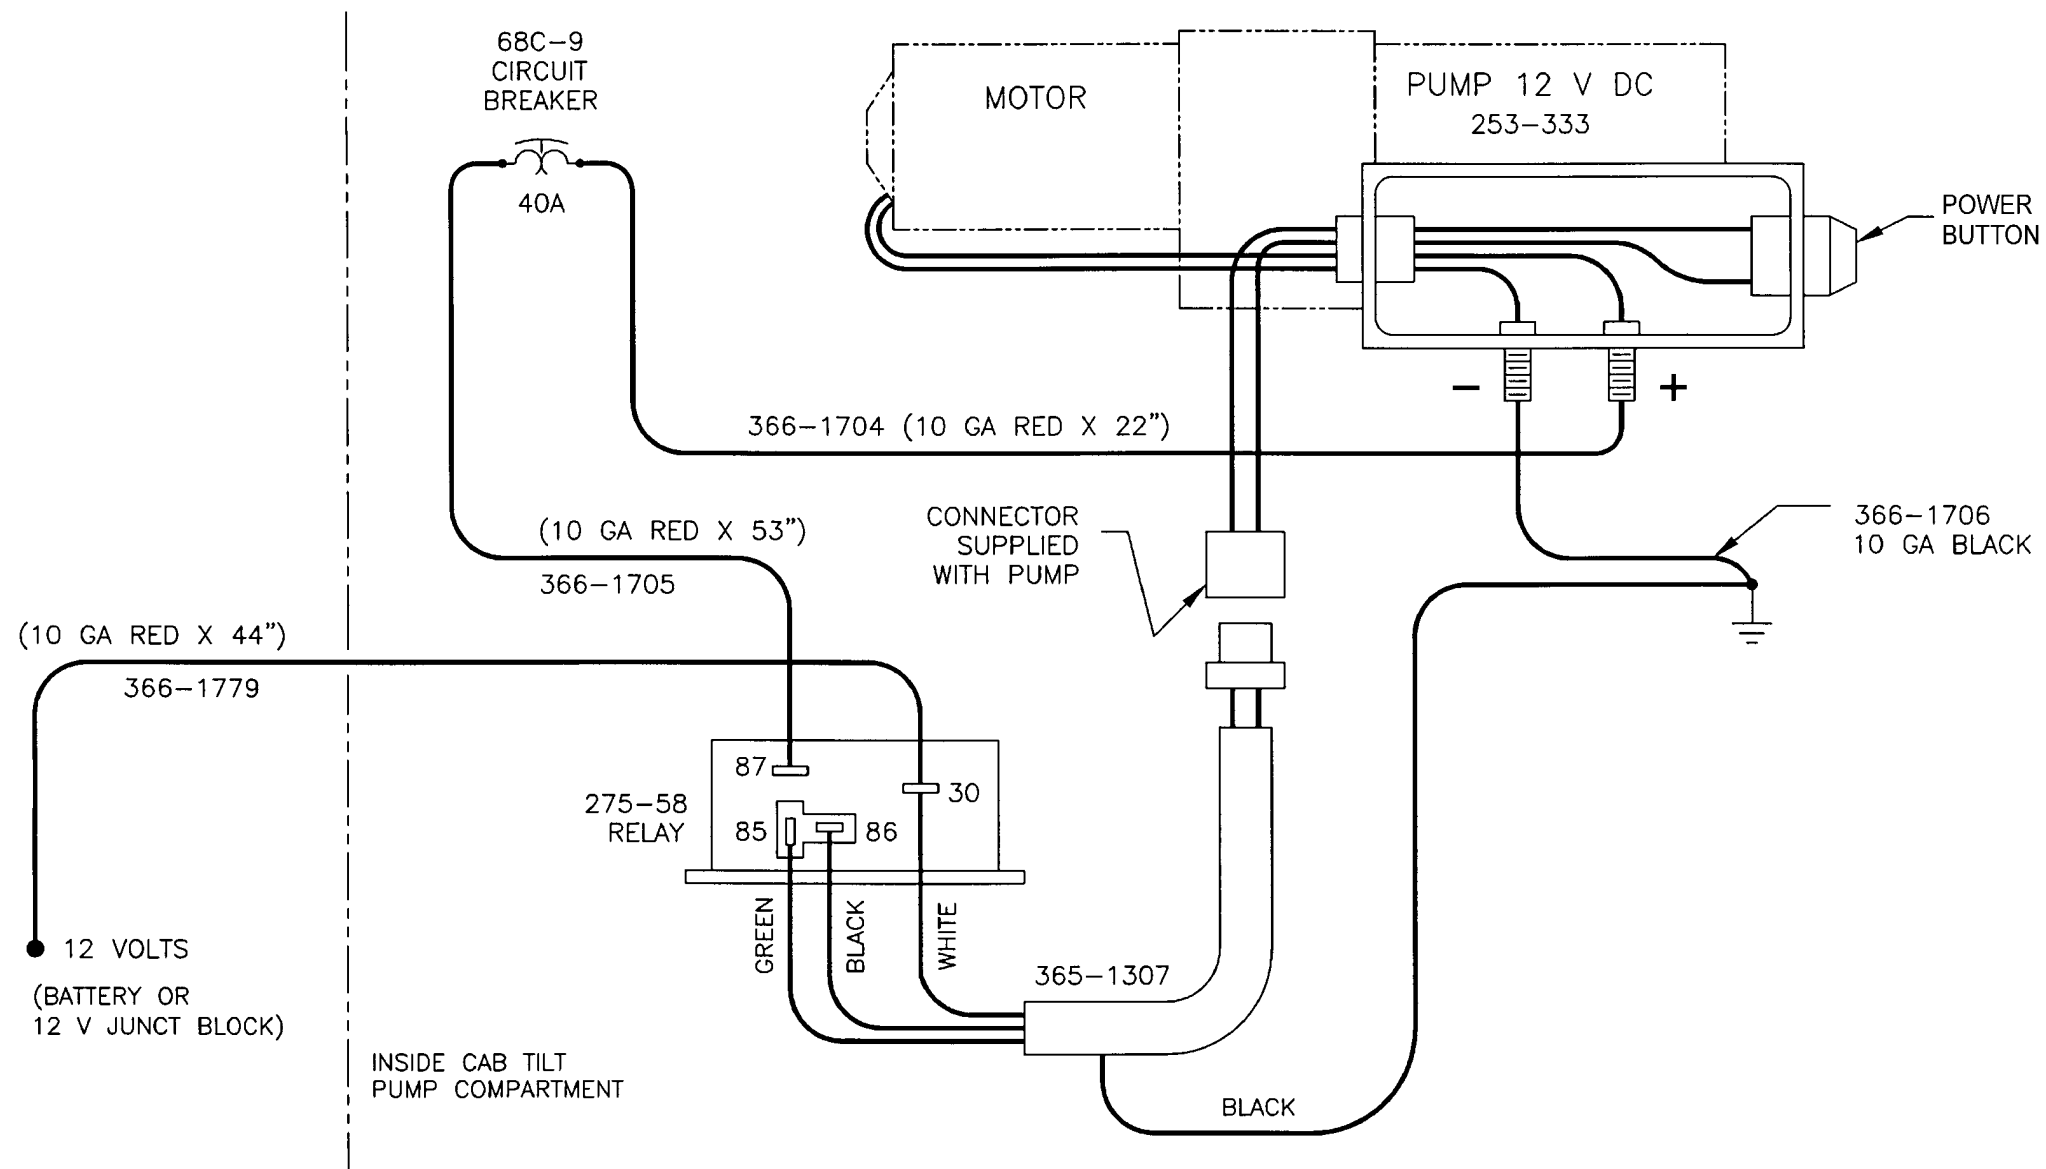 68C-9
CIRCUIT
BREAKER
40A
MOTOR
PUMP 12 V DC
253-333
POWER
BUTTON
- +
366-1704 (10 GA RED X 22")
(10 GA RED X 53")
366-1705
CONNECTOR
SUPPLIED
WITH PUMP
366-1706
10 GA BLACK
(10 GA RED X 44")
366-1779
87
30
275-58
RELAY
85
86
GREEN
BLACK
WHITE
12 VOLTS
(BATTERY OR
12 V JUNCT BLOCK)
365-1307
INSIDE CAB TILT
PUMP COMPARTMENT
BLACK